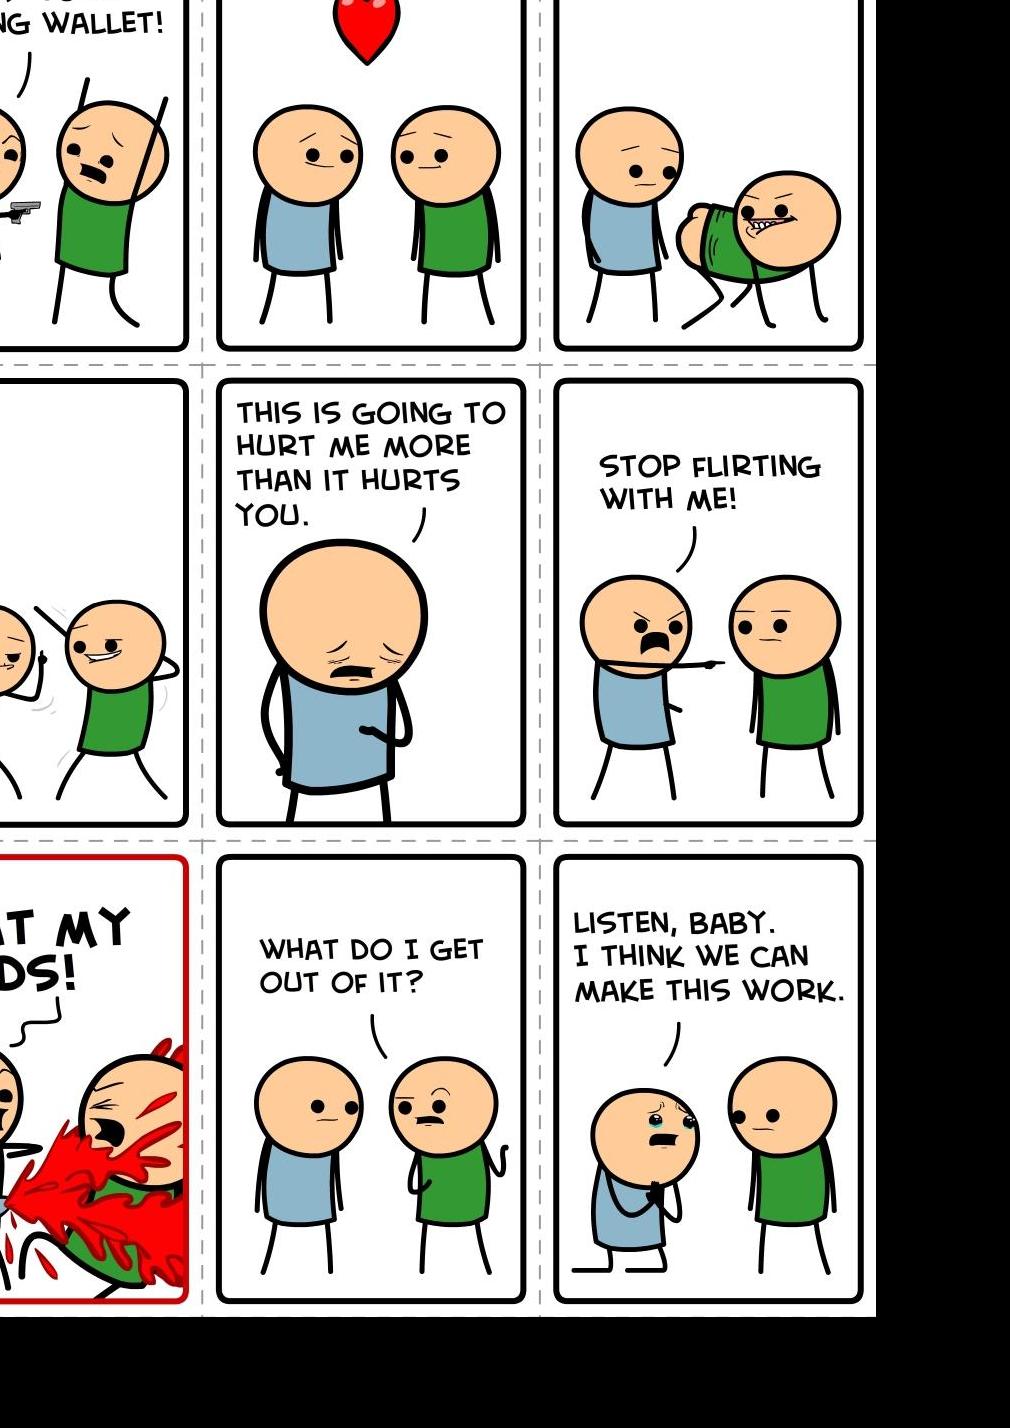 WALLET!
THIS IS GOING TO
HURT ME MORE
THAN IT HURTS
YOU.
STOP FLIRTING
WITH ME!
MY
WHAT DO I GET
OUT OF IT?
LISTEN, BABY.
I THINK WE CAN
MAKE THIS WORK.